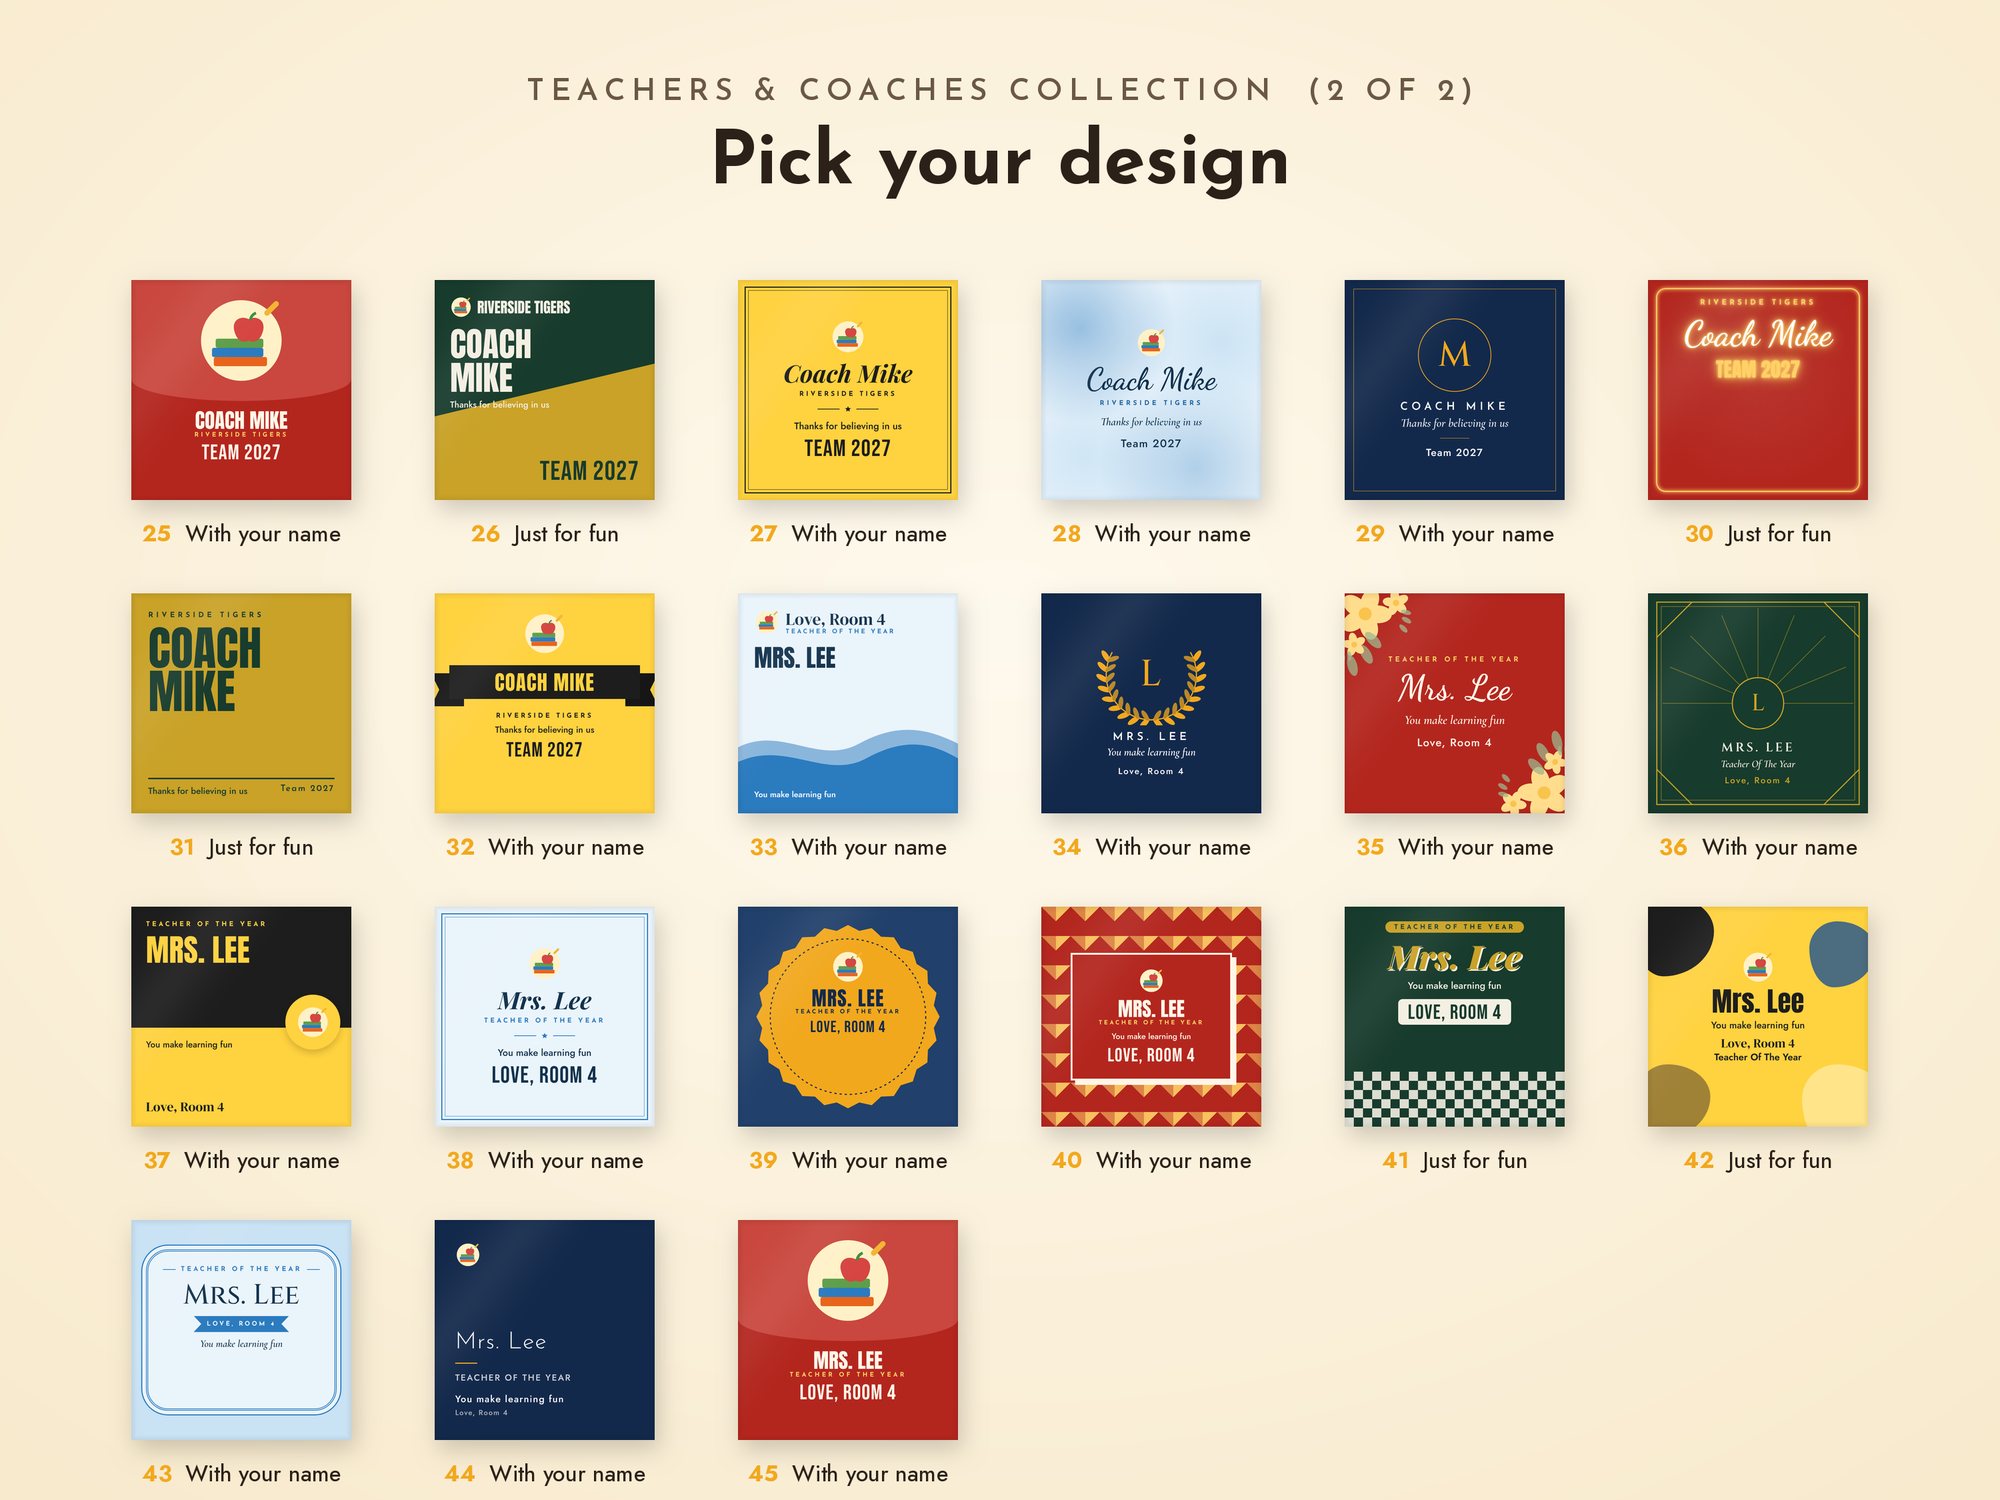 TEACHERS & COACHES COLLECTION (2 OF 2)
Pick your design
COACH MIKE
RIVERSIDE TIGERS
TEAM 2027
25 With your name
RIVERSIDE TIGERS
COACH
MIKE
Thanks for believing in us
TEAM 2027
26 Just for fun
Coach Mike
RIVERSIDE TIGERS
Thanks for believing in us
TEAM 2027
27 With your name
Coach Mike
RIVERSIDE TIGERS
Thanks for believing in us
Team 2027
28 With your name
M
COACH MIKE
Thanks for believing in us
Team 2027
29 With your name
RIVERSIDE TIGERS
Coach Mike
TEAM 2027
30 Just for fun
RIVERSIDE TIGERS
COACH
MIKE
Thanks for believing in us Team 2027
31 Just for fun
COACH MIKE
RIVERSIDE TIGERS
Thanks for believing in us
TEAM 2027
32 With your name
Love, Room 4
TEACHER OF THE YEAR
MRS. LEE
You make learning fun
33 With your name
L
MRS. LEE
You make learning fun
Love, Room 4
34 With your name
TEACHER OF THE YEAR
Mrs. Lee
You make learning fun
Love, Room 4
35 With your name
L
MRS. LEE
Teacher Of The Year
Love, Room 4
36 With your name
TEACHER OF THE YEAR
MRS. LEE
You make learning fun
Love, Room 4
37 With your name
Mrs. Lee
TEACHER OF THE YEAR
You make learning fun
LOVE, ROOM 4
38 With your name
MRS. LEE
TEACHER OF THE YEAR
LOVE, ROOM 4
39 With your name
MRS. LEE
TEACHER OF THE YEAR
You make learning fun
LOVE, ROOM 4
40 With your name
TEACHER OF THE YEAR
Mrs. Lee
You make learning fun
LOVE, ROOM 4
41 Just for fun
Mrs. Lee
You make learning fun
Love, Room 4
Teacher Of The Year
42 Just for fun
TEACHER OF THE YEAR
MRS. LEE
LOVE, ROOM 4
You make learning fun
43 With your name
Mrs. Lee
TEACHER OF THE YEAR
You make learning fun
Love, Room 4
44 With your name
MRS. LEE
TEACHER OF THE YEAR
LOVE, ROOM 4
45 With your name